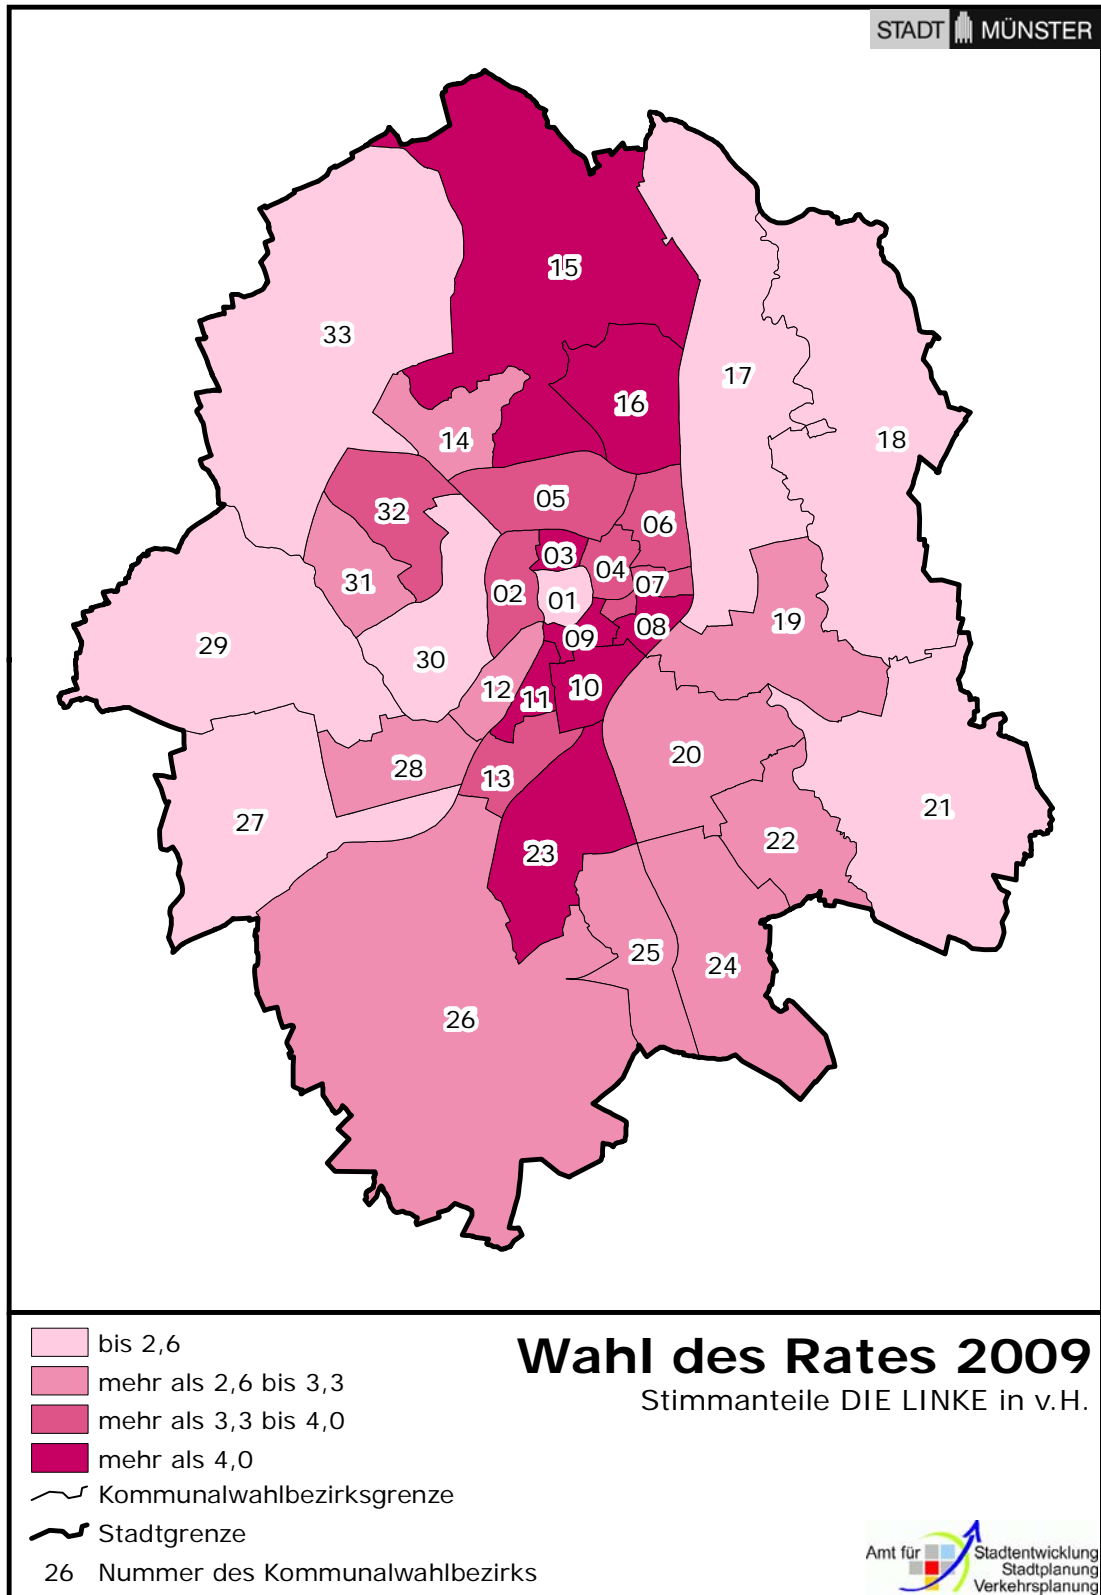 STADT MÜNSTER
15
33
17
16
18
14
05
32
06
03
04
31
07
02
01
19
08
09
29
30
12
10
11
20
28
13
21
27
22
23
25
24
26
bis 2,6
mehr als 2,6 bis 3,3
mehr als 3,3 bis 4,0
mehr als 4,0
Kommunalwahlbezirksgrenze
Stadtgrenze
26 Nummer des Kommunalwahlbezirks
Wahl des Rates 2009
Stimmanteile DIE LINKE in v.H.
Amt für Stadtentwicklung
Stadtplanung
Verkehrsplanung